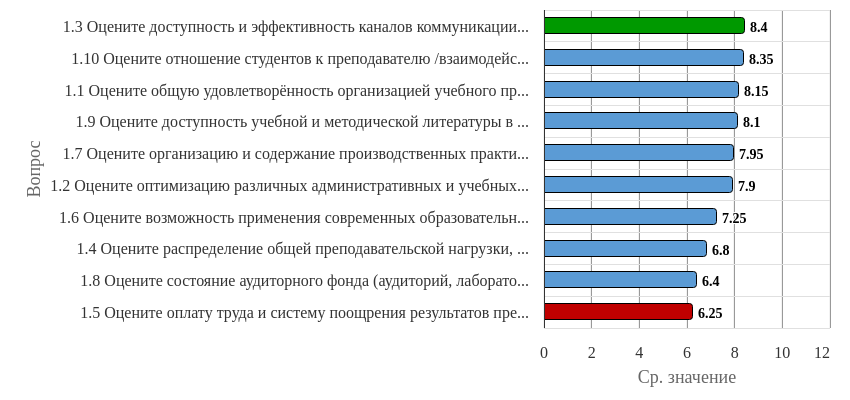 1.3 Оцените доступность и эффективность каналов коммуникации... 8.4
1.10 Оцените отношение студентов к преподавателю /взаимодейс... 8.35
1.1 Оцените общую удовлетворённость организацией учебного пр... 8.15
1.9 Оцените доступность учебной и методической литературы в ... 8.1
1.7 Оцените организацию и содержание производственных практи... 7.95
1.2 Оцените оптимизацию различных административных и учебных... 7.9
1.6 Оцените возможность применения современных образовательн... 7.25
1.4 Оцените распределение общей преподавательской нагрузки, ... 6.8
1.8 Оцените состояние аудиторного фонда (аудиторий, лаборато... 6.4
1.5 Оцените оплату труда и систему поощрения результатов пре... 6.25
Вопрос
0 2 4 6 8 10 12
Ср. значение